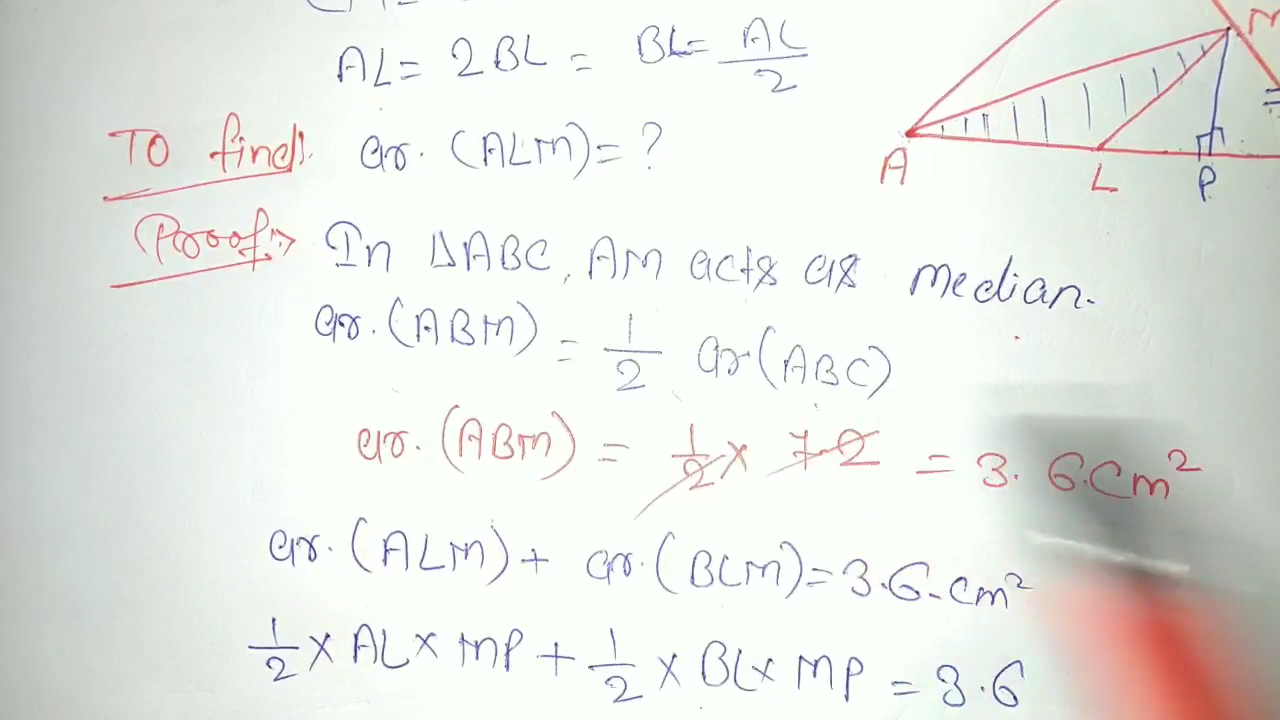 AL = 2BL = BL = AL/2
M
TO find:
ar. (ALM) = ?
A
L
P
Proof:→ In ΔABC, AM acts as median.
ar. (ABM) = 1/2 ar(ABC)
ar. (ABM) = 1/2 × 7.2 = 3.6 cm²
ar. (ALM) + ar. (BLM) = 3.6 cm²
1/2 × AL × MP + 1/2 × BL × MP = 3.6